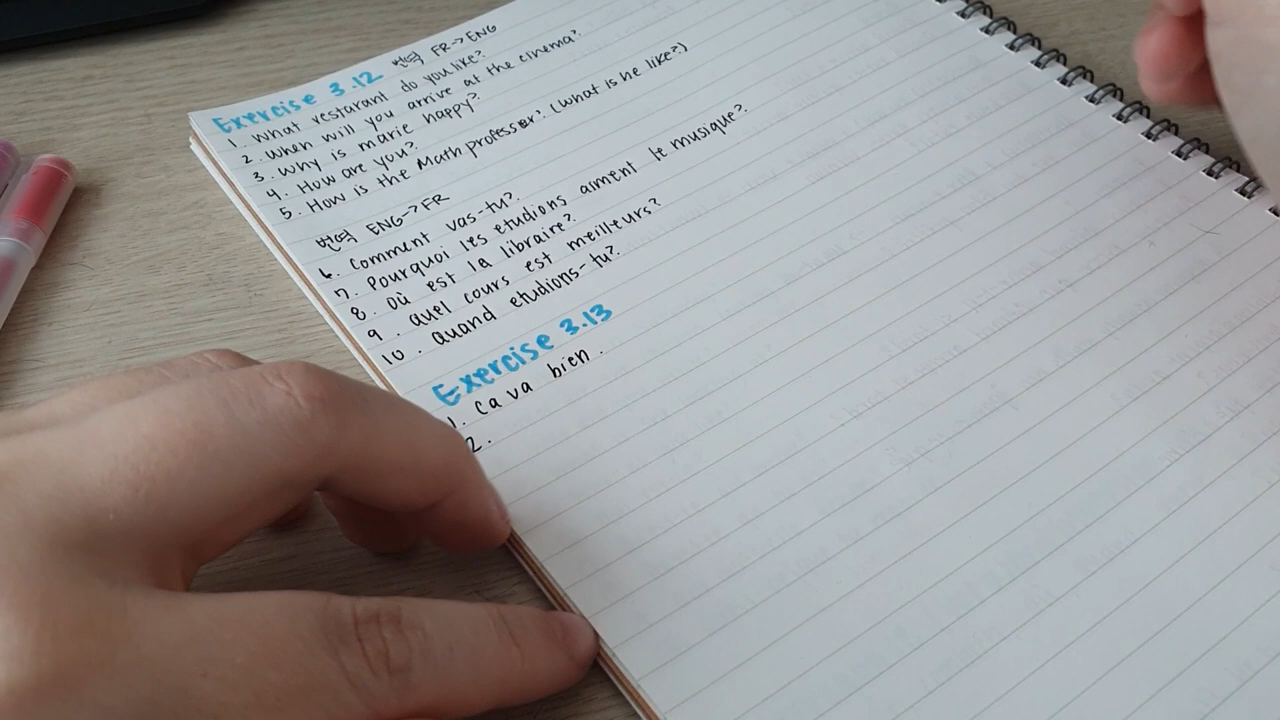 Exercise 3.12 번역 FR→ENG
1. What restarant do you like?
2. When will you arrive at the cinema?
3. Why is marie happy?
4. How are you?
5. How is the Math professor? (What is he like?)
번역 ENG→FR
6. Comment vas-tu?
7. Pourquoi les etudions aiment le musique?
8. Où est la libraire?
9. Quel cours est meilleurs?
10. Quand etudions-tu?
Exercise 3.13
1. Ca va bien.
2.